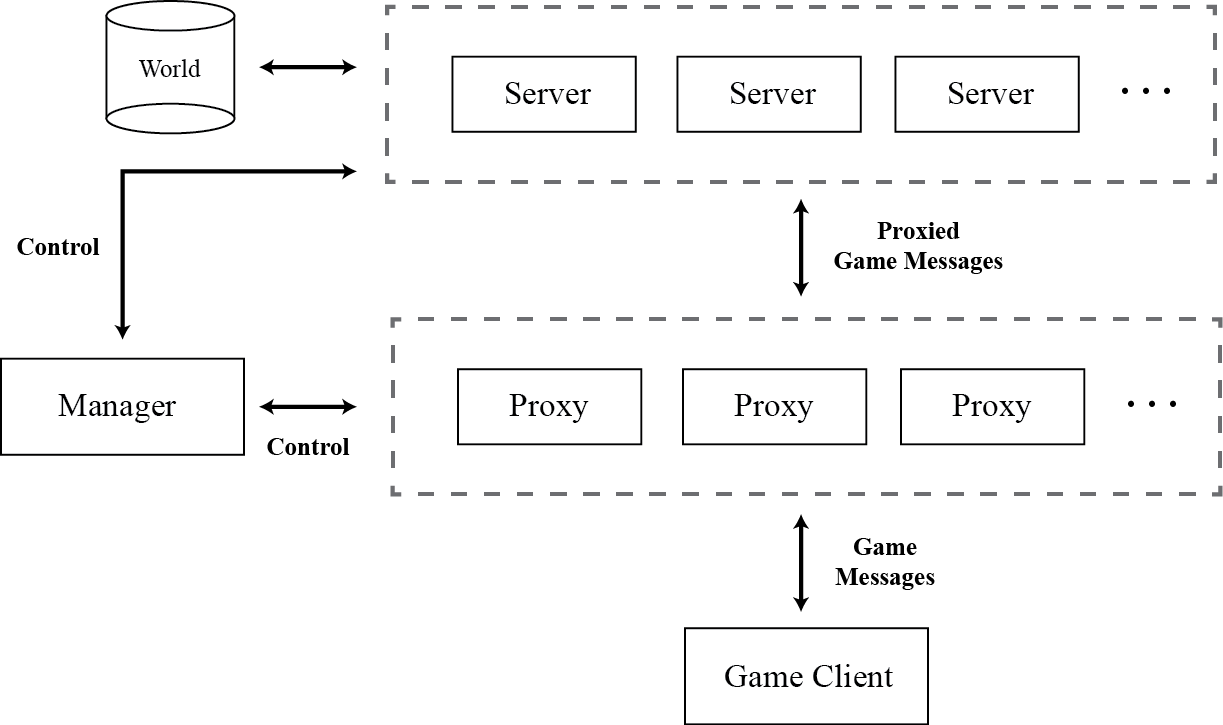 World
Server
Server
Server
. . .
Control
Proxied
Game Messages
Manager
Control
Proxy
Proxy
Proxy
. . .
Game
Messages
Game Client